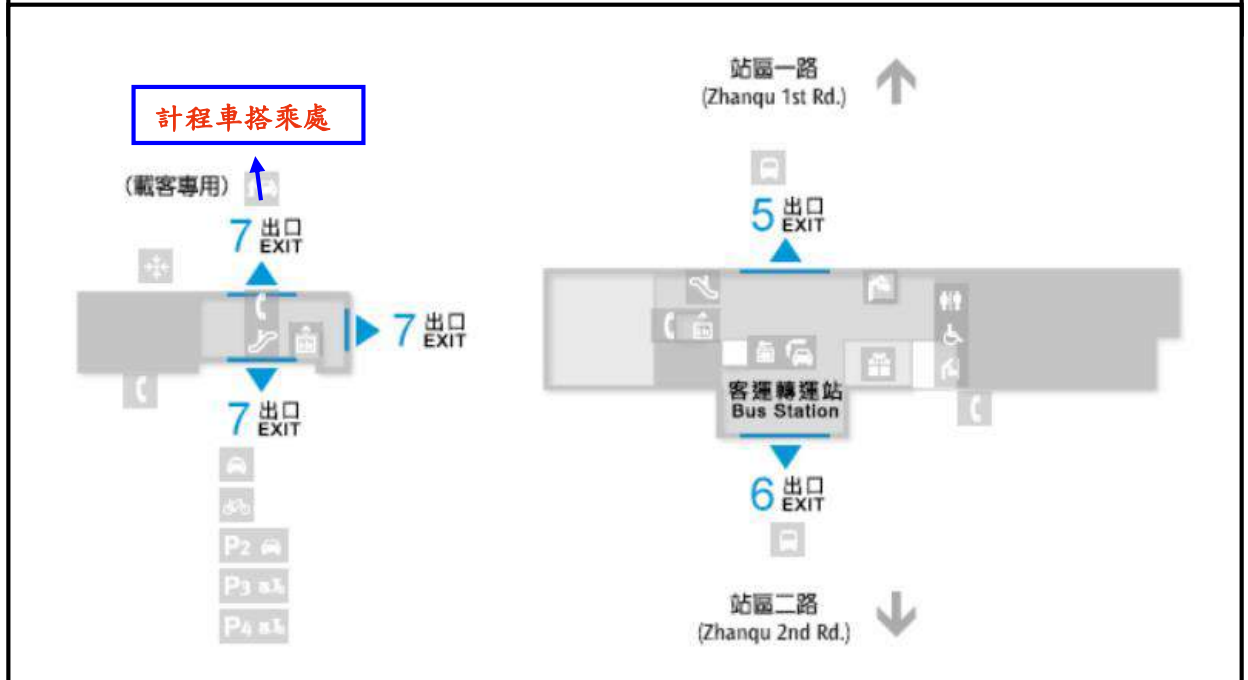 計程車搭乘處
(載客專用)
7 出口
EXIT
7 出口
EXIT
7 出口
EXIT
P2
P3
P4
站區一路
(Zhanqu 1st Rd.)
5 出口
EXIT
客運轉運站
Bus Station
6 出口
EXIT
站區二路
(Zhanqu 2nd Rd.)